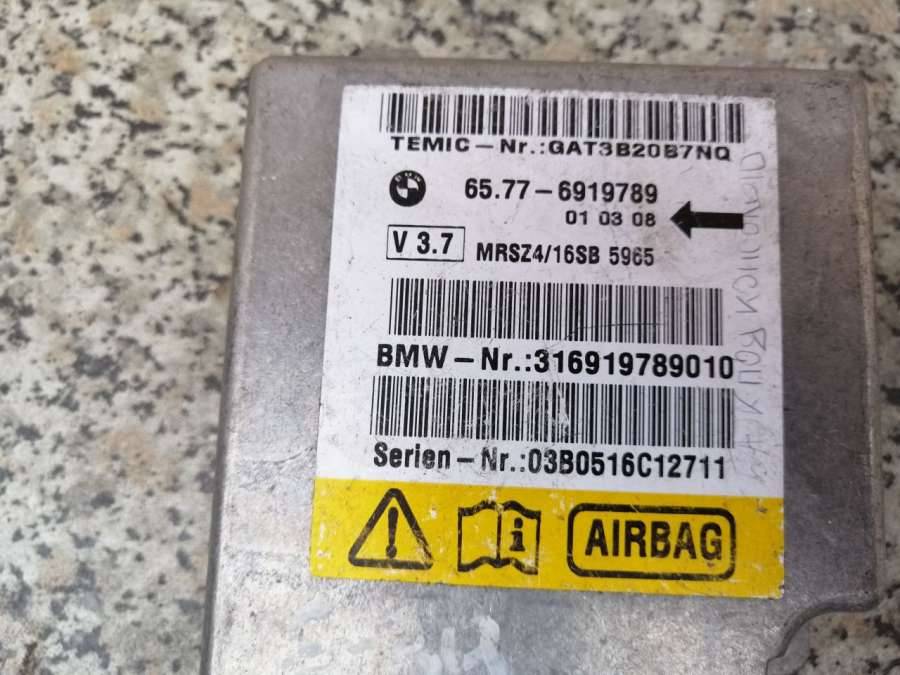 TEMIC-Nr.:GAT3B20B7NQ
65.77-6919789
01 03 08
V 3.7
MRSZ4/16SB 5965
BMW-Nr.:316919789010
Serien-Nr.:03B0516C12711
AIRBAG